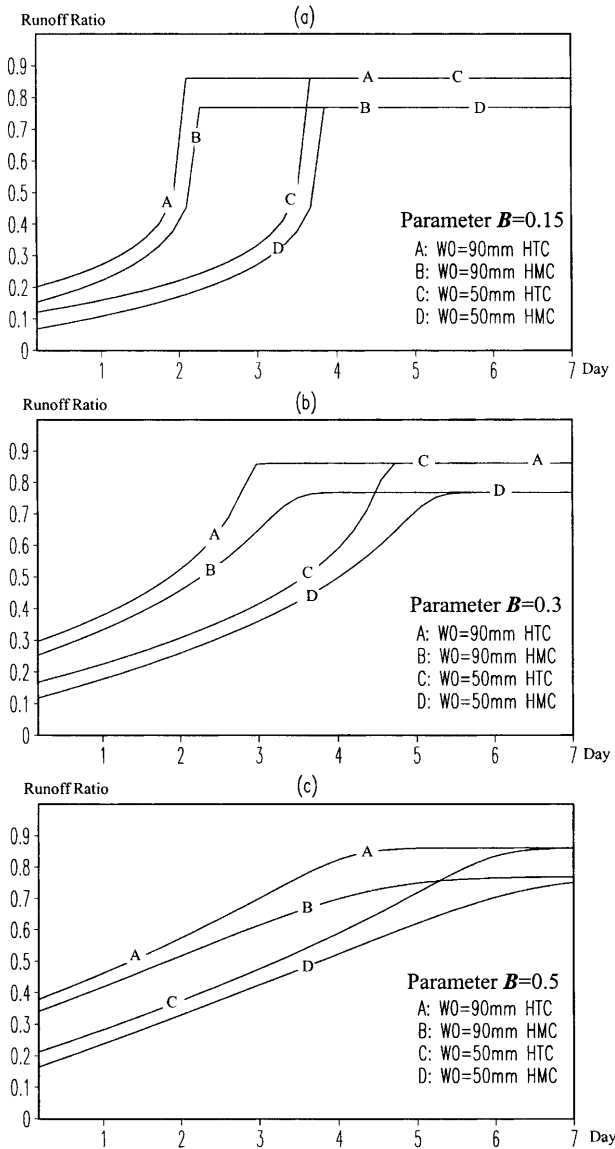 (a)
Runoff Ratio
0.9
0.8
0.7
0.6
0.5
0.4
0.3
0.2
0.1
0
A
B
A
C
B
D
C
D
Parameter B=0.15
A: W0=90mm HTC
B: W0=90mm HMC
C: W0=50mm HTC
D: W0=50mm HMC
1 2 3 4 5 6 7 Day
(b)
Runoff Ratio
0.9
0.8
0.7
0.6
0.5
0.4
0.3
0.2
0.1
0
C
A
D
A
B
C
D
Parameter B=0.3
A: W0=90mm HTC
B: W0=90mm HMC
C: W0=50mm HTC
D: W0=50mm HMC
1 2 3 4 5 6 7 Day
(c)
Runoff Ratio
0.9
0.8
0.7
0.6
0.5
0.4
0.3
0.2
0.1
0
A
B
A
D
C
Parameter B=0.5
A: W0=90mm HTC
B: W0=90mm HMC
C: W0=50mm HTC
D: W0=50mm HMC
1 2 3 4 5 6 7 Day